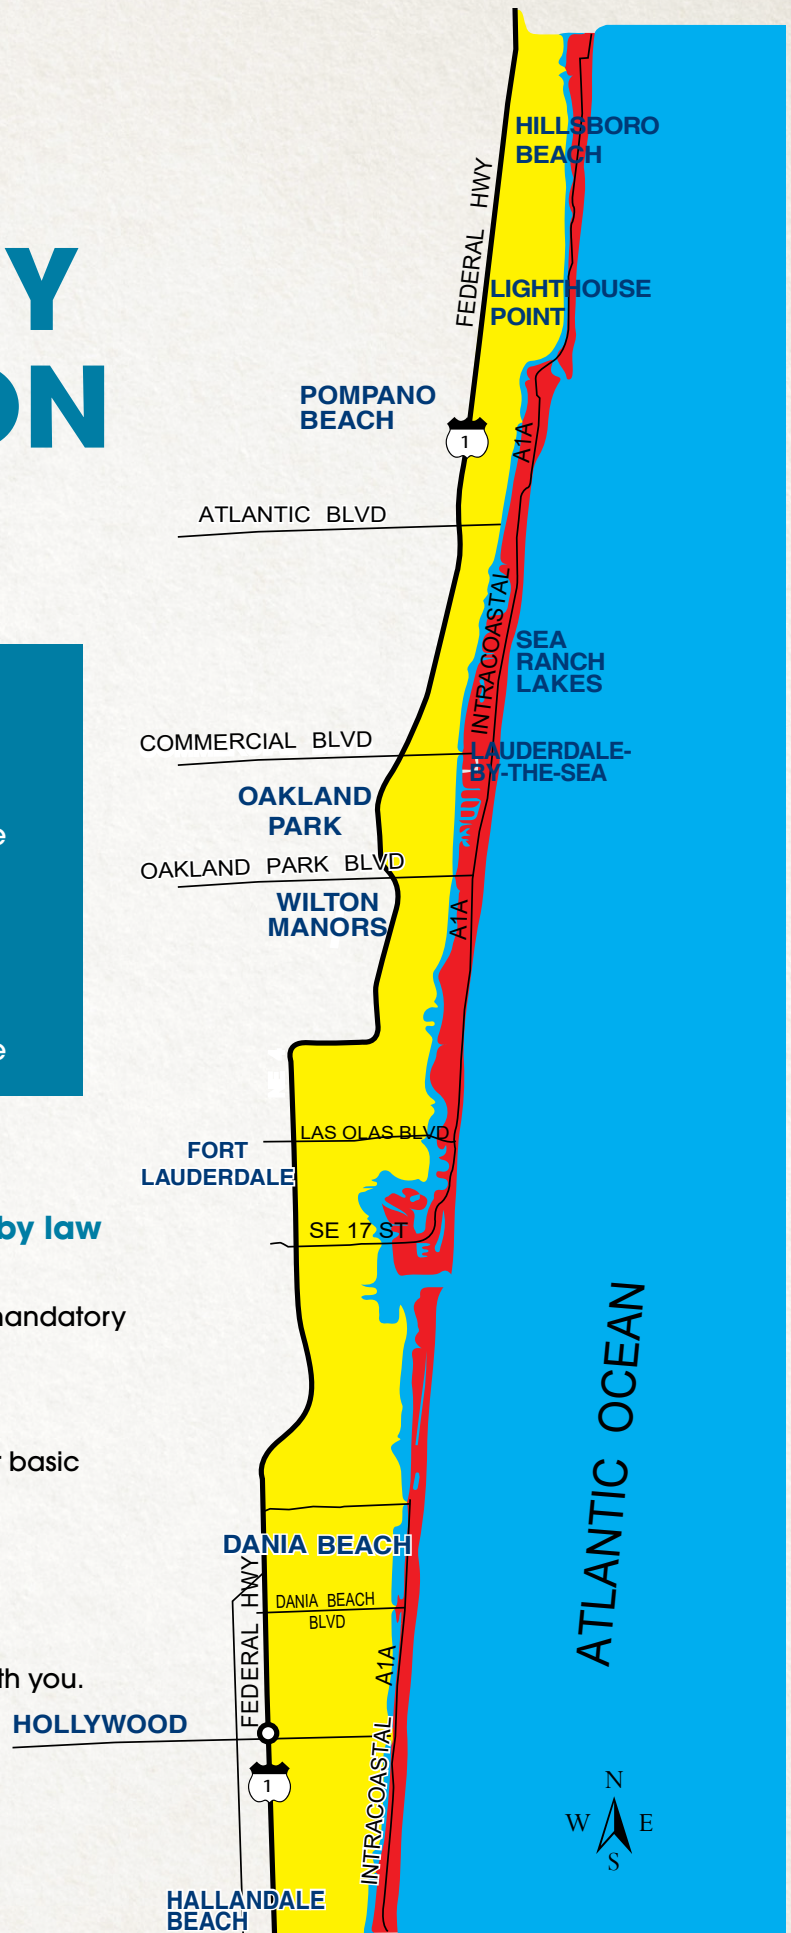 HILLSBORO
BEACH
FEDERAL HWY
Y
LIGHTHOUSE
POINT
ON
POMPANO
BEACH
1
A1A
ATLANTIC BLVD
INTRACOASTAL
SEA
RANCH
LAKES
COMMERCIAL BLVD
LAUDERDALE-
BY-THE-SEA
OAKLAND
PARK
e
OAKLAND PARK BLVD
WILTON
MANORS
A1A
e
LAS OLAS BLVD
FORT
LAUDERDALE
by law
SE 17 ST
mandatory
ATLANTIC OCEAN
r basic
DANIA BEACH
FEDERAL HWY
DANIA BEACH
BLVD
A1A
th you.
HOLLYWOOD
INTRACOASTAL
1
N
W E
S
HALLANDALE
BEACH